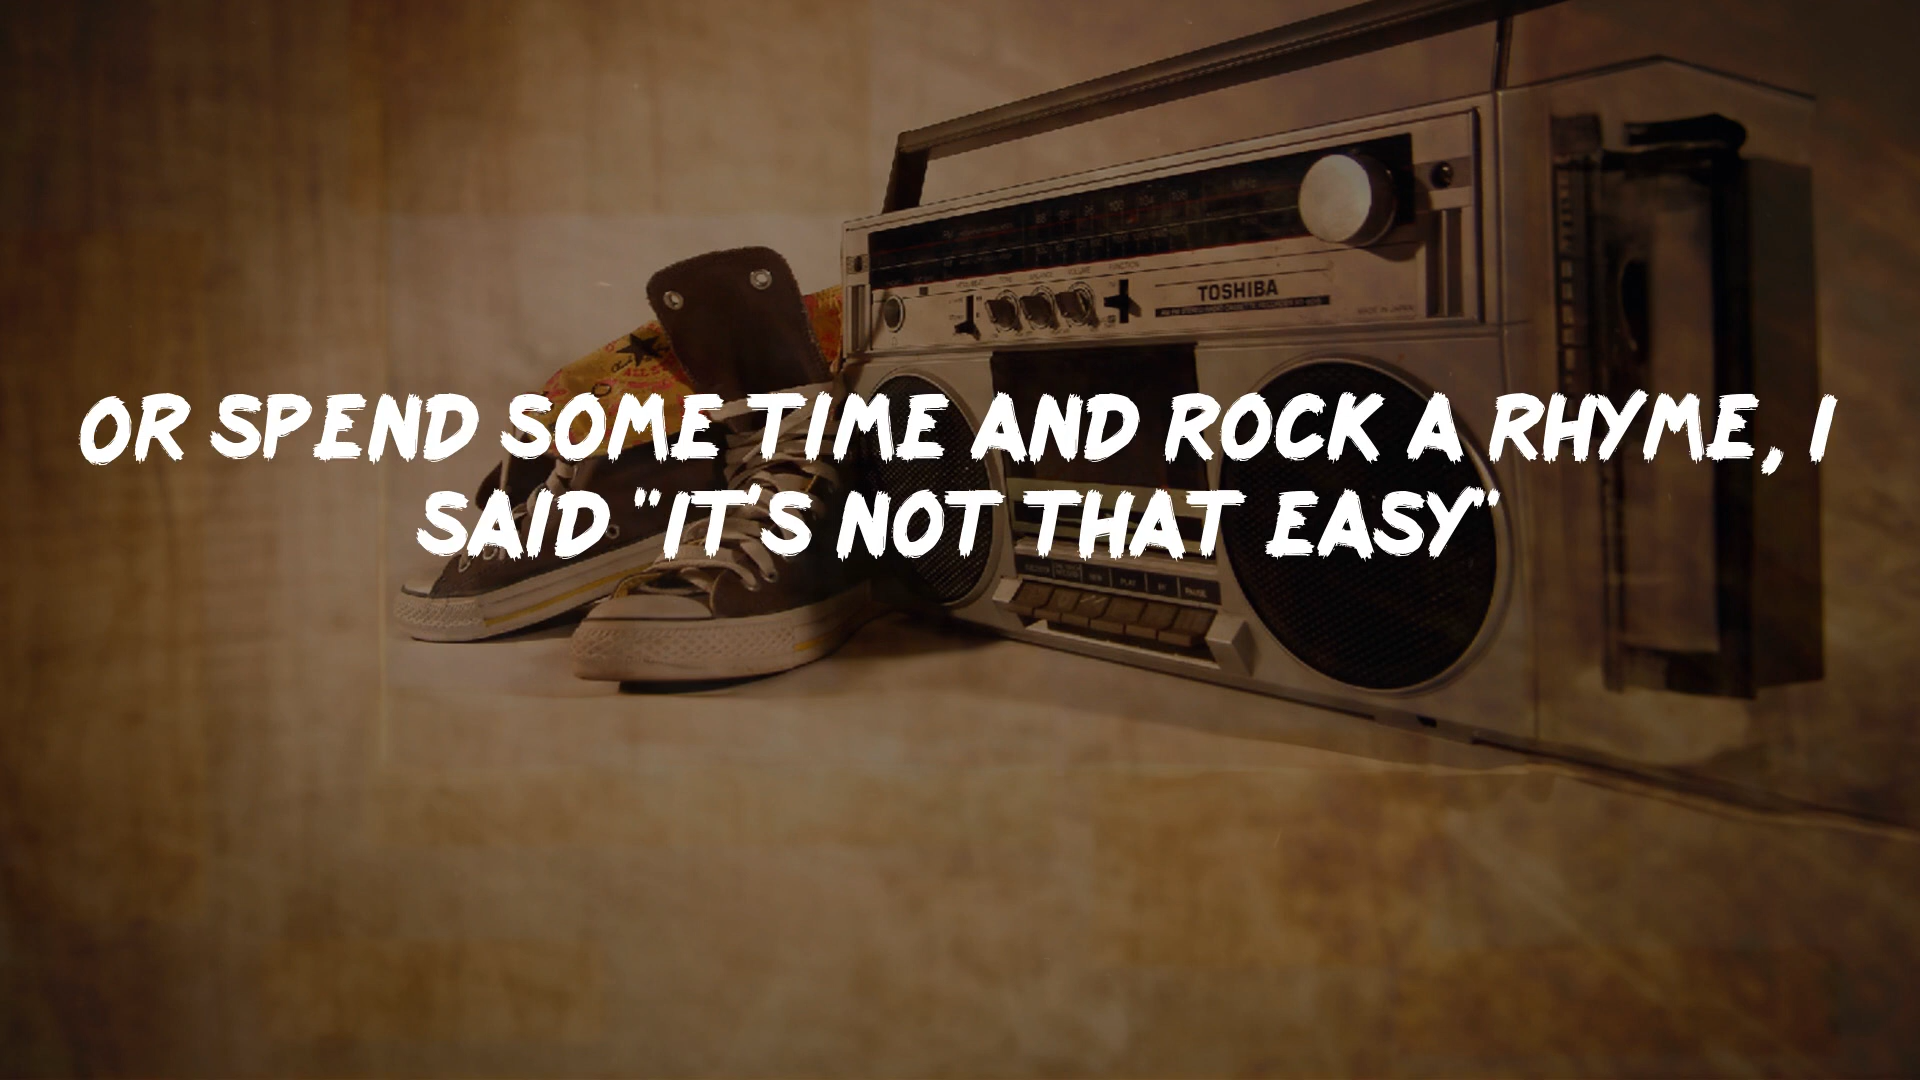 TOSHIBA
OR SPEND SOME TIME AND ROCK A RHYME, I
SAID "IT'S NOT THAT EASY"